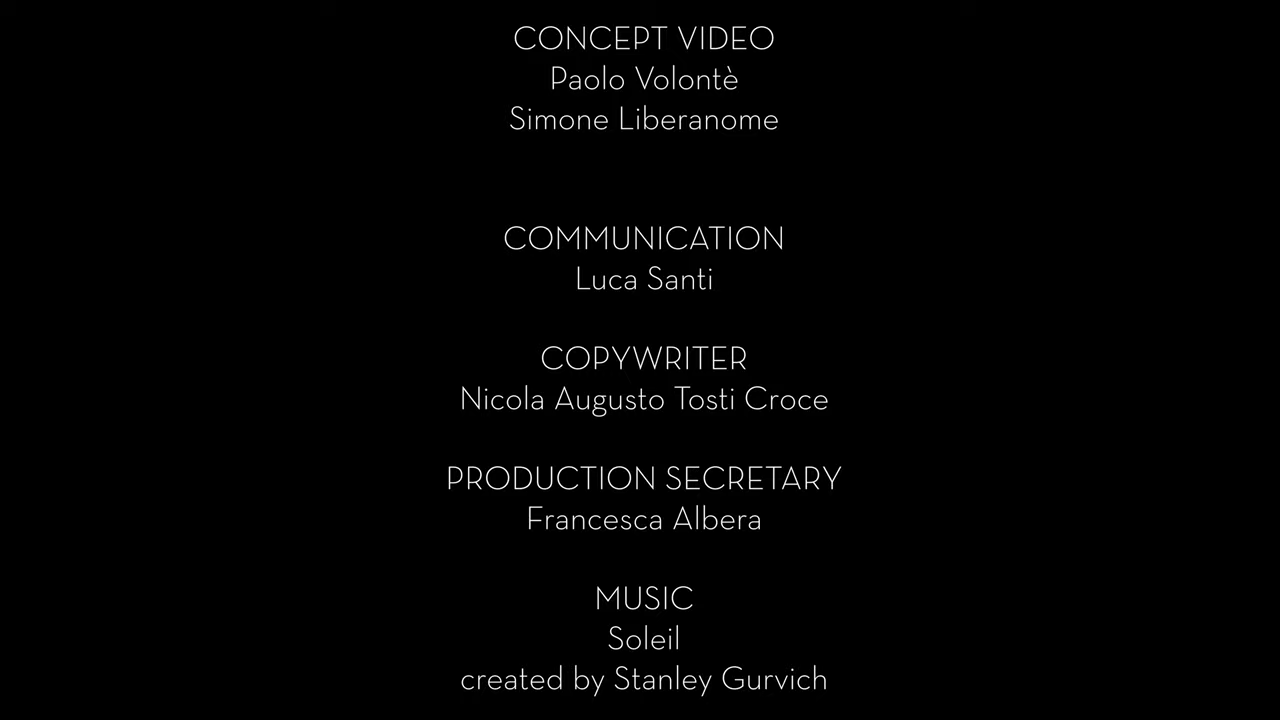 CONCEPT VIDEO
Paolo Volontè
Simone Liberanome
COMMUNICATION
Luca Santi
COPYWRITER
Nicola Augusto Tosti Croce
PRODUCTION SECRETARY
Francesca Albera
MUSIC
Soleil
created by Stanley Gurvich